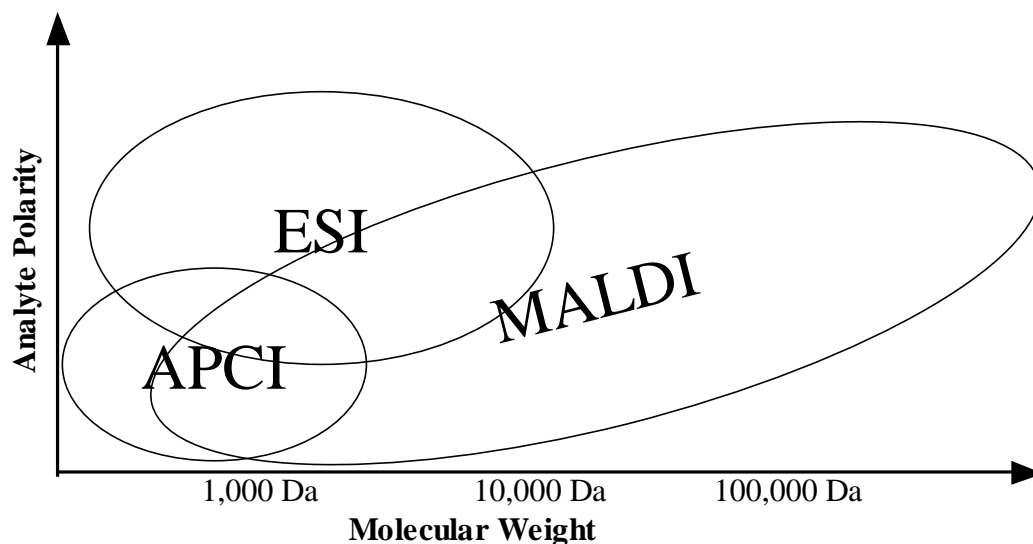 Analyte Polarity
ESI
MALDI
APCI
1,000 Da 10,000 Da 100,000 Da
Molecular Weight